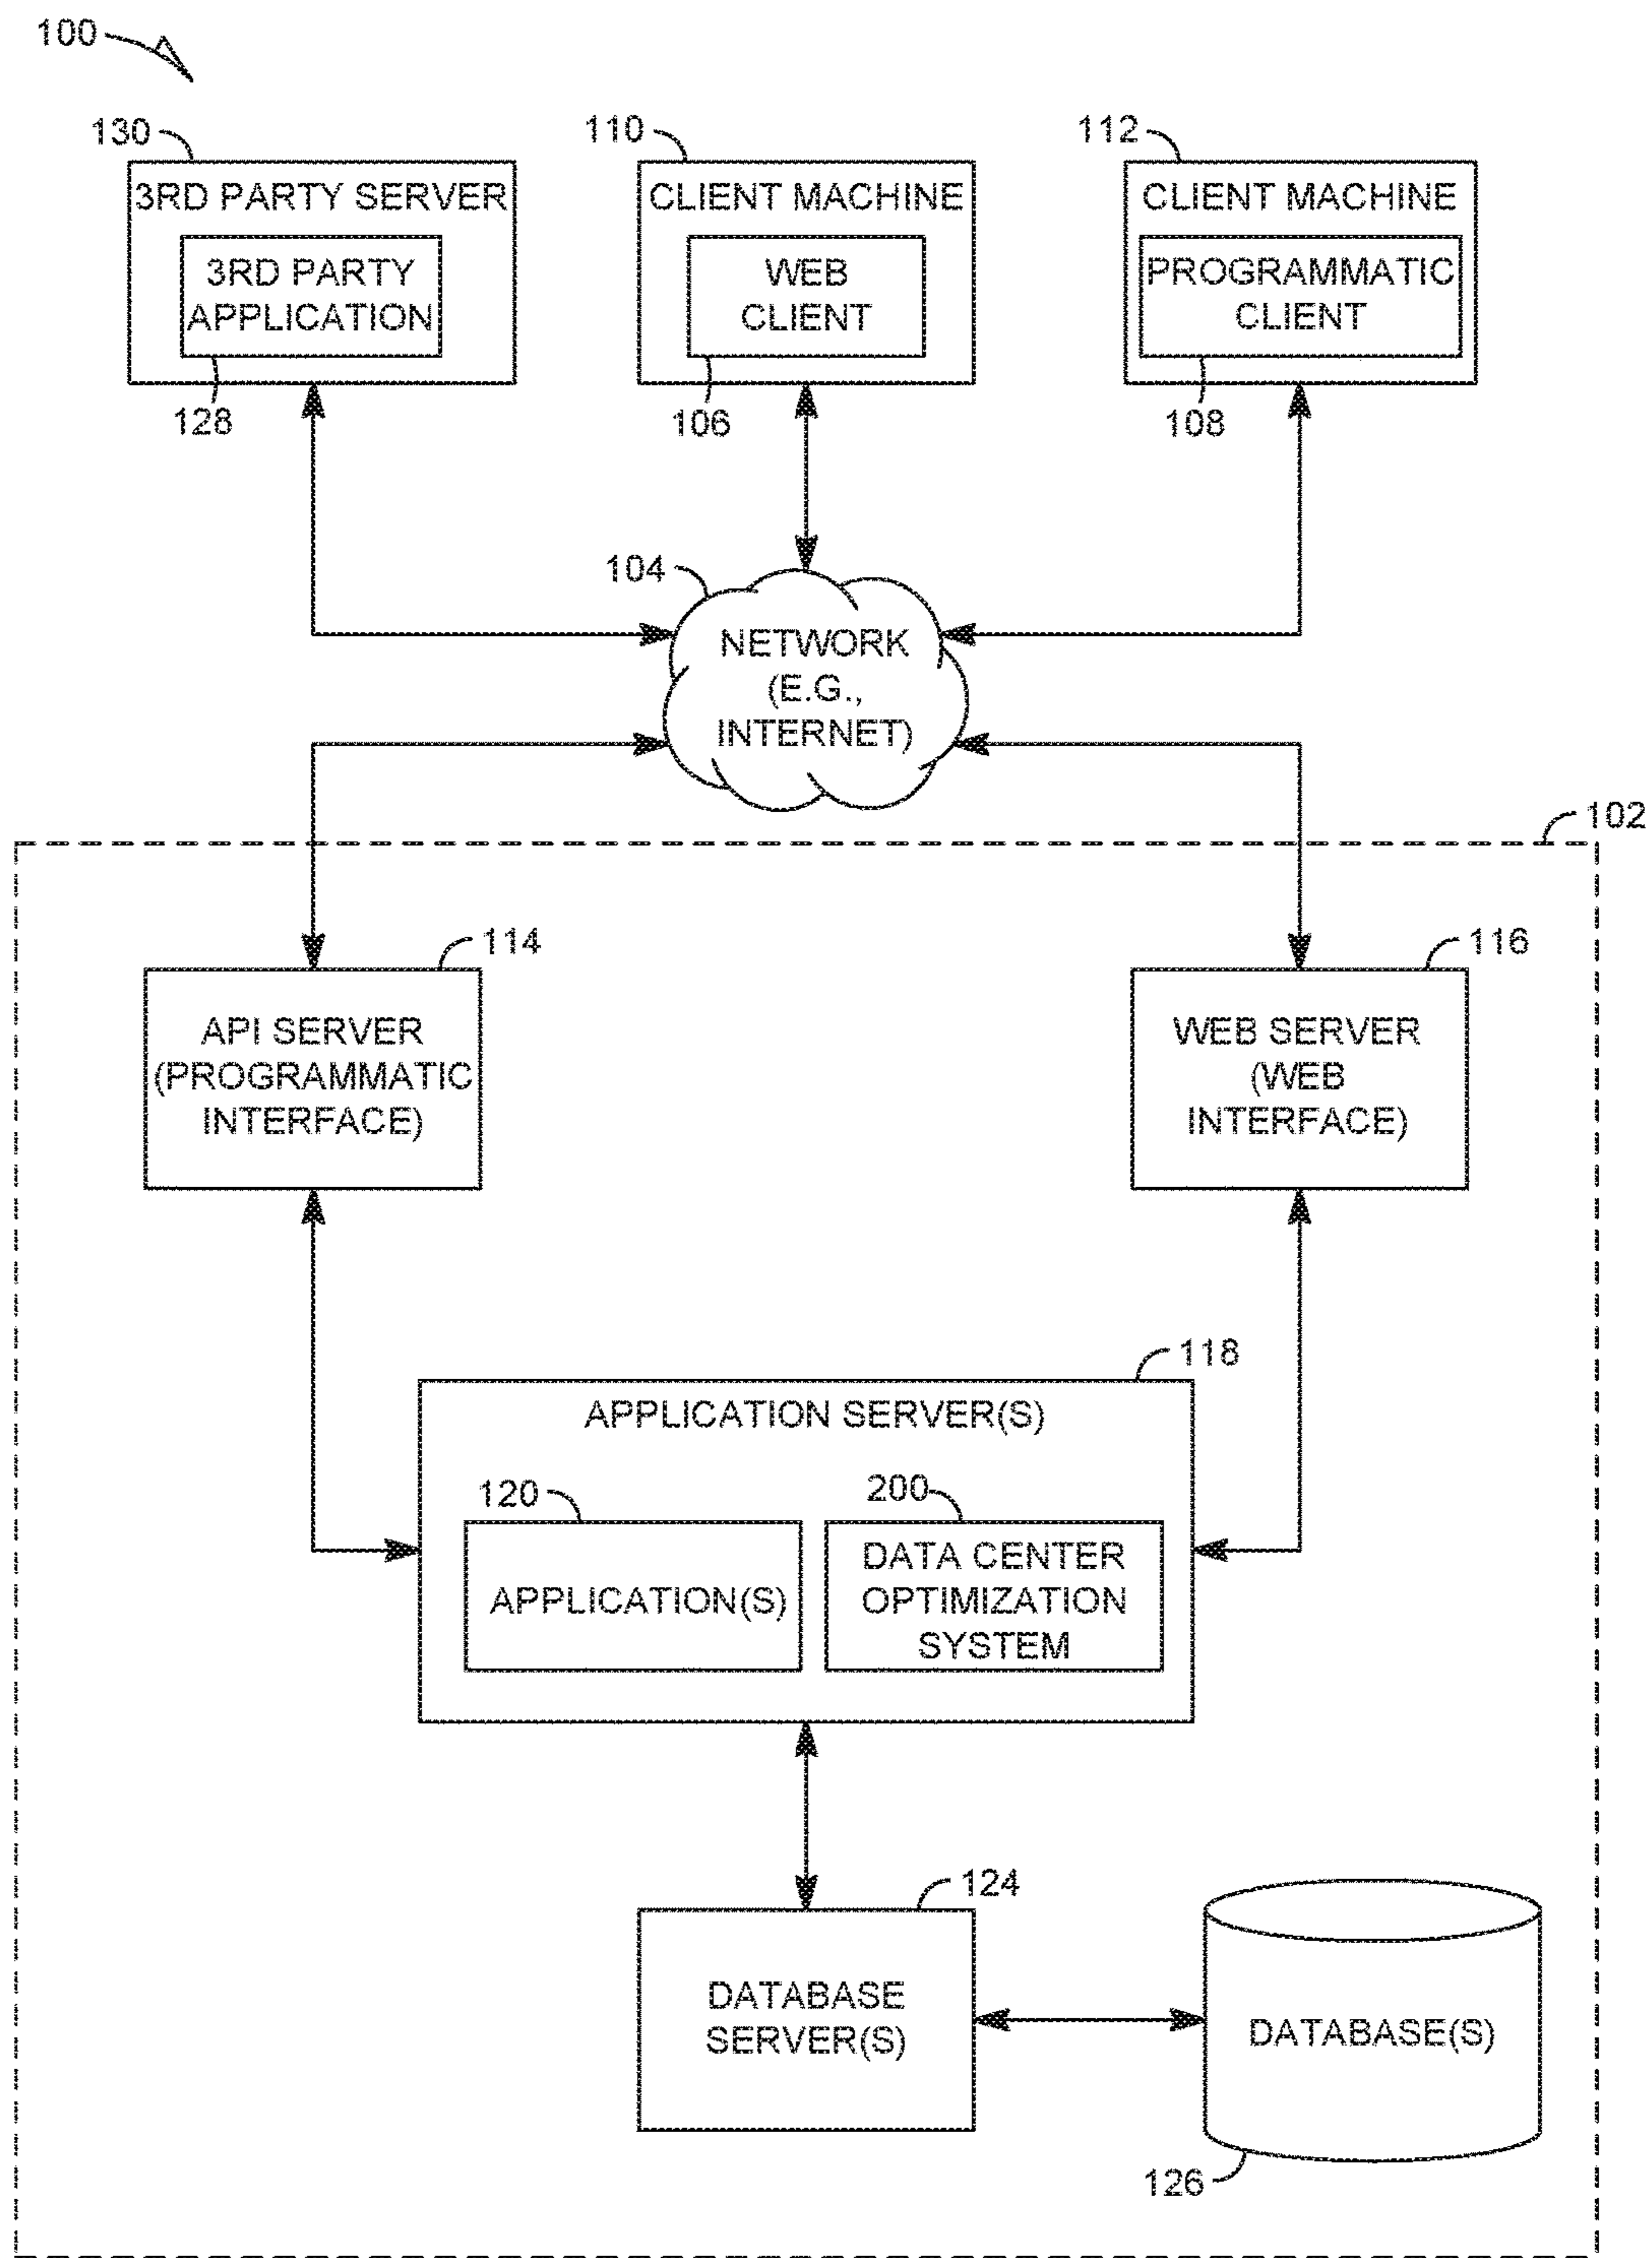 100
130
110
112
3RD PARTY SERVER
CLIENT MACHINE
CLIENT MACHINE
3RD PARTY
APPLICATION
WEB
CLIENT
PROGRAMMATIC
CLIENT
128
106
108
104
NETWORK
(E.G.,
INTERNET)
102
114
116
API SERVER
(PROGRAMMATIC
INTERFACE)
WEB SERVER
(WEB
INTERFACE)
118
APPLICATION SERVER(S)
120
200
APPLICATION(S)
DATA CENTER
OPTIMIZATION
SYSTEM
124
DATABASE
SERVER(S)
DATABASE(S)
126